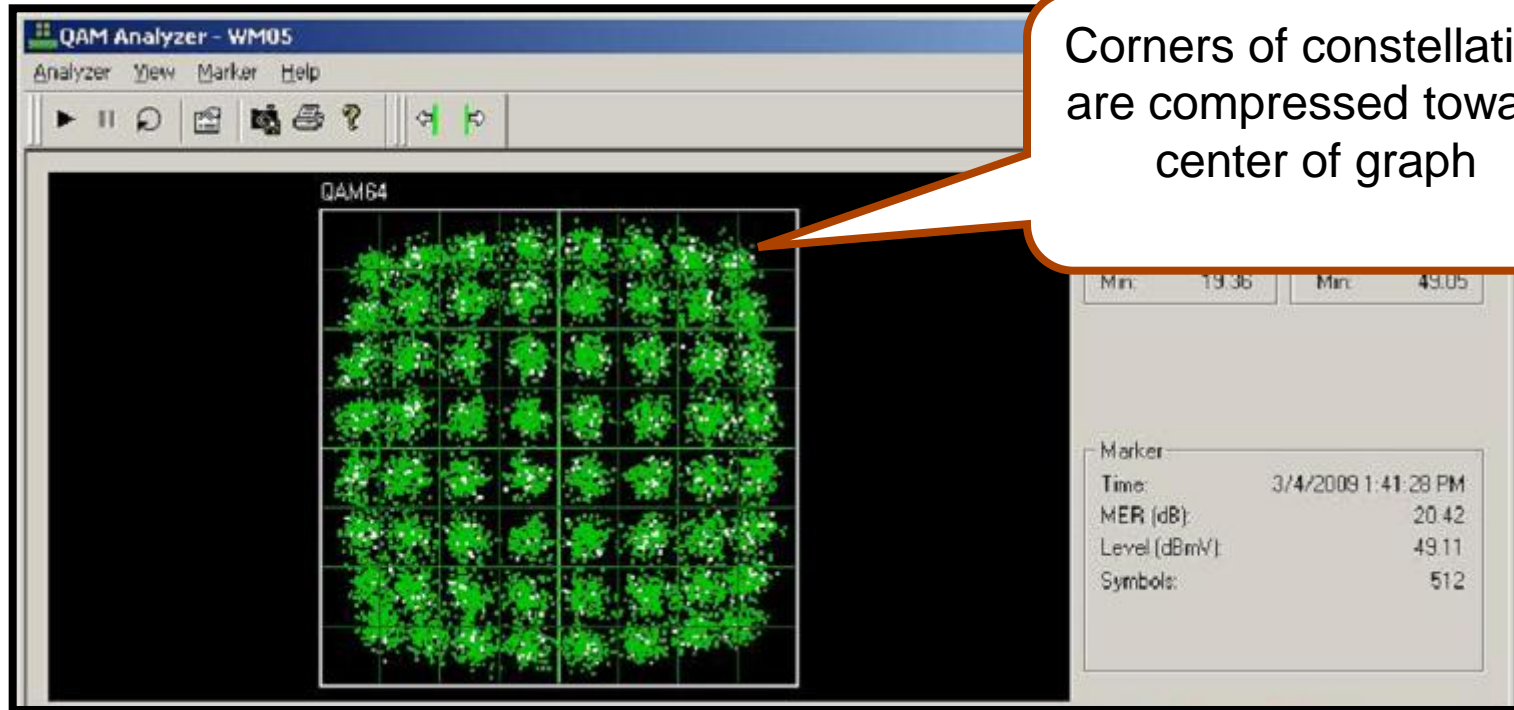 QAM Analyzer - WM05
Analyzer View Marker Help
Corners of constellati
are compressed towa
center of graph
QAM64
Min: 19.36 Min: 49.05
Marker
Time: 3/4/2009 1:41:28 PM
MER (dB): 20.42
Level (dBmV): 49.11
Symbols: 512